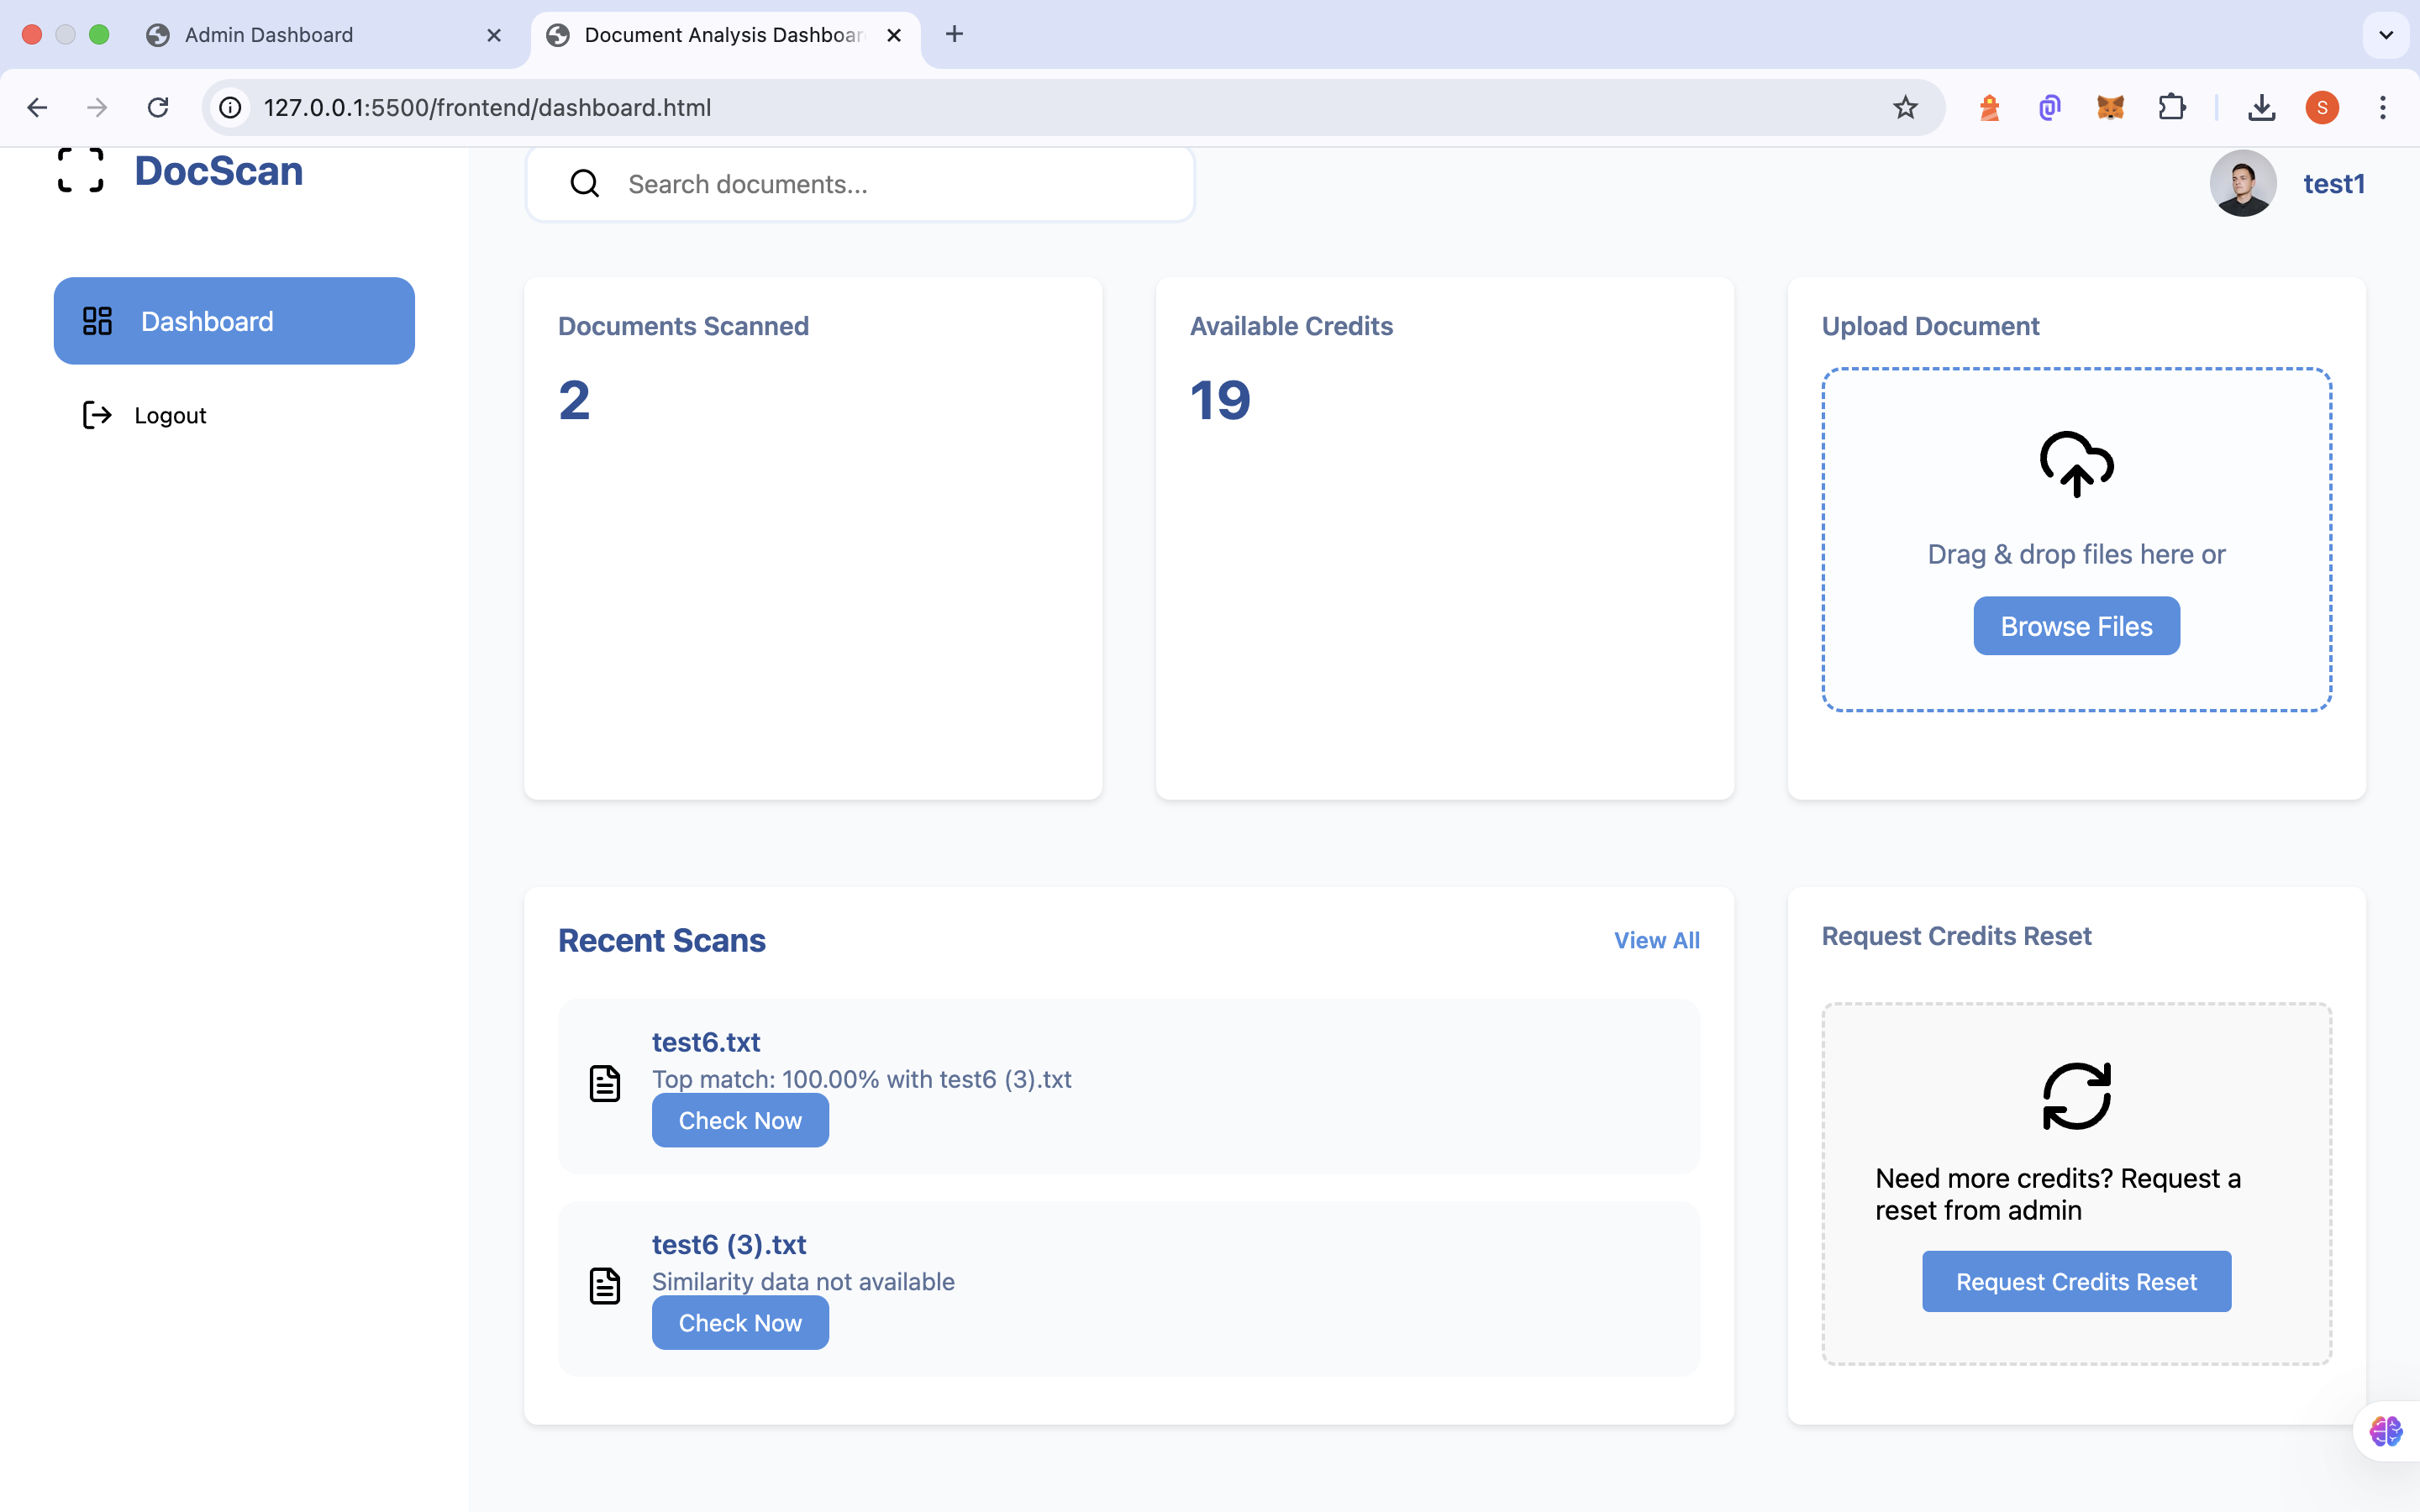 Admin Dashboard
Document Analysis Dashboar
127.0.0.1:5500/frontend/dashboard.html
S
DocScan
Search documents...
test1
Dashboard
Logout
Documents Scanned
2
Available Credits
19
Upload Document
Drag & drop files here or
Browse Files
Recent Scans
View All
test6.txt
Top match: 100.00% with test6 (3).txt
Check Now
test6 (3).txt
Similarity data not available
Check Now
Request Credits Reset
Need more credits? Request a
reset from admin
Request Credits Reset